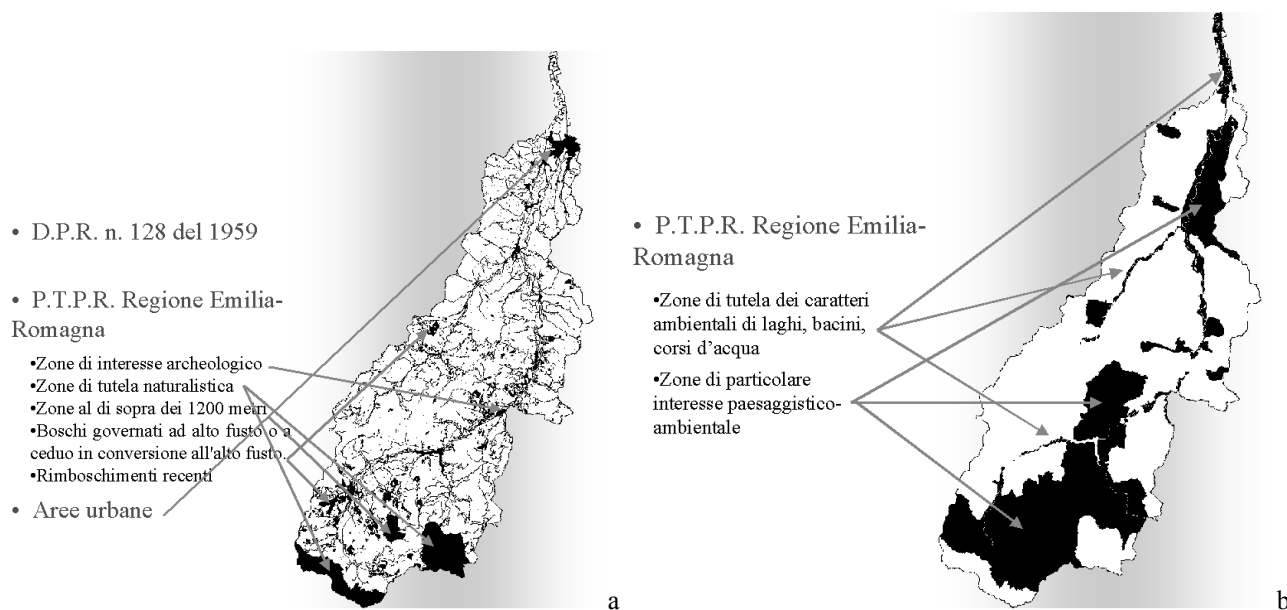 • D.P.R. n. 128 del 1959
• P.T.P.R. Regione Emilia-
Romagna
•Zone di interesse archeologico
•Zone di tutela naturalistica
•Zone al di sopra dei 1200 metri
•Boschi governati ad alto fusto o a
ceduo in conversione all'alto fusto.
•Rimboschimenti recenti
• Aree urbane
a
• P.T.P.R. Regione Emilia-
Romagna
•Zone di tutela dei caratteri
ambientali di laghi, bacini,
corsi d’acqua
•Zone di particolare
interesse paesaggistico-
ambientale
b